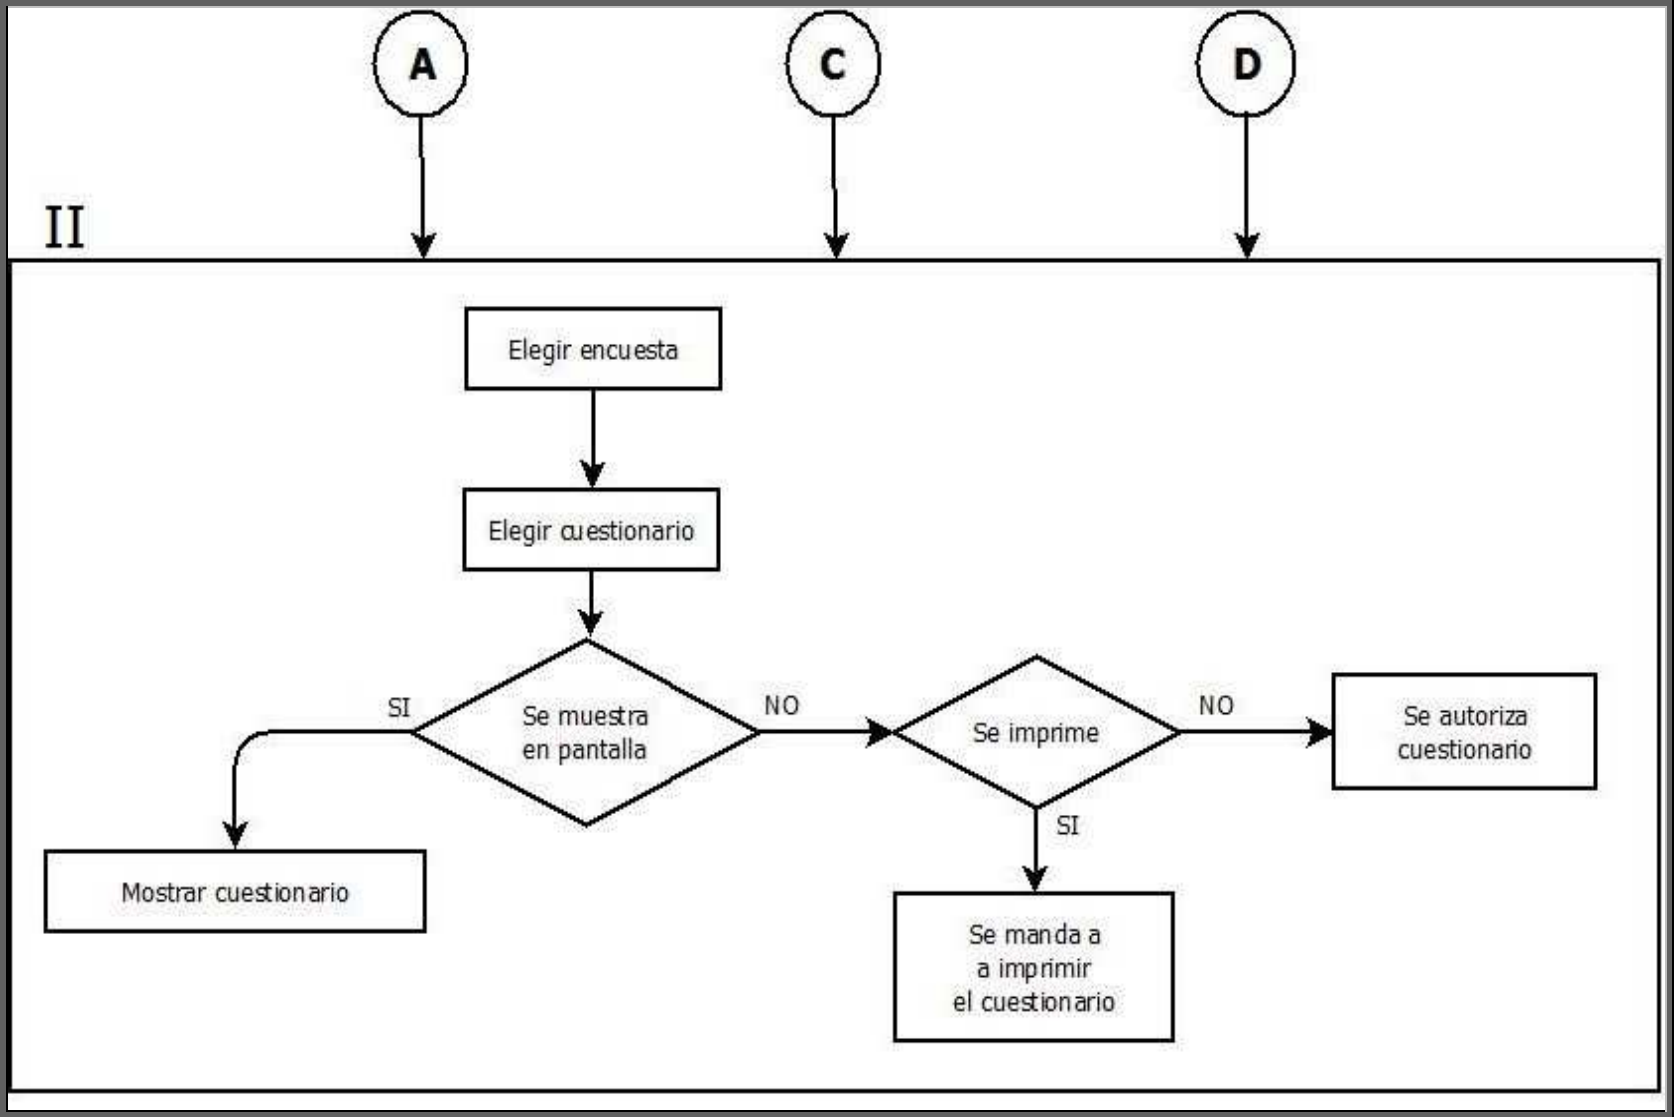 A
C
D
II
Elegir encuesta
Elegir cuestionario
Se muestra
en pantalla
SI
NO
Se imprime
NO
SI
Se autoriza
cuestionario
Mostrar cuestionario
Se manda a
a imprimir
el cuestionario